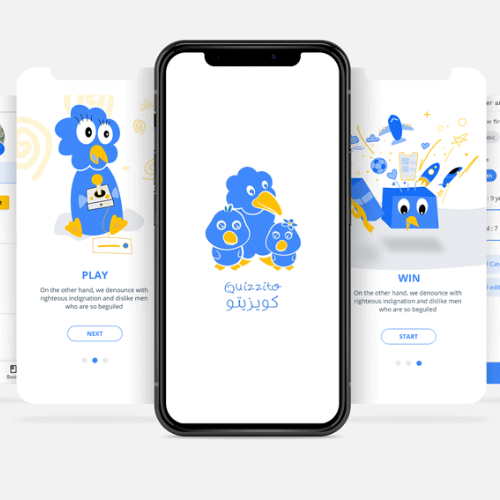 PLAY
On the other hand, we denounce with
righteous indignation and dislike men
who are so beguiled
NEXT
Quizzito
كويزيتو
WIN
On the other hand, we denounce with
righteous indignation and dislike men
who are so beguiled
START